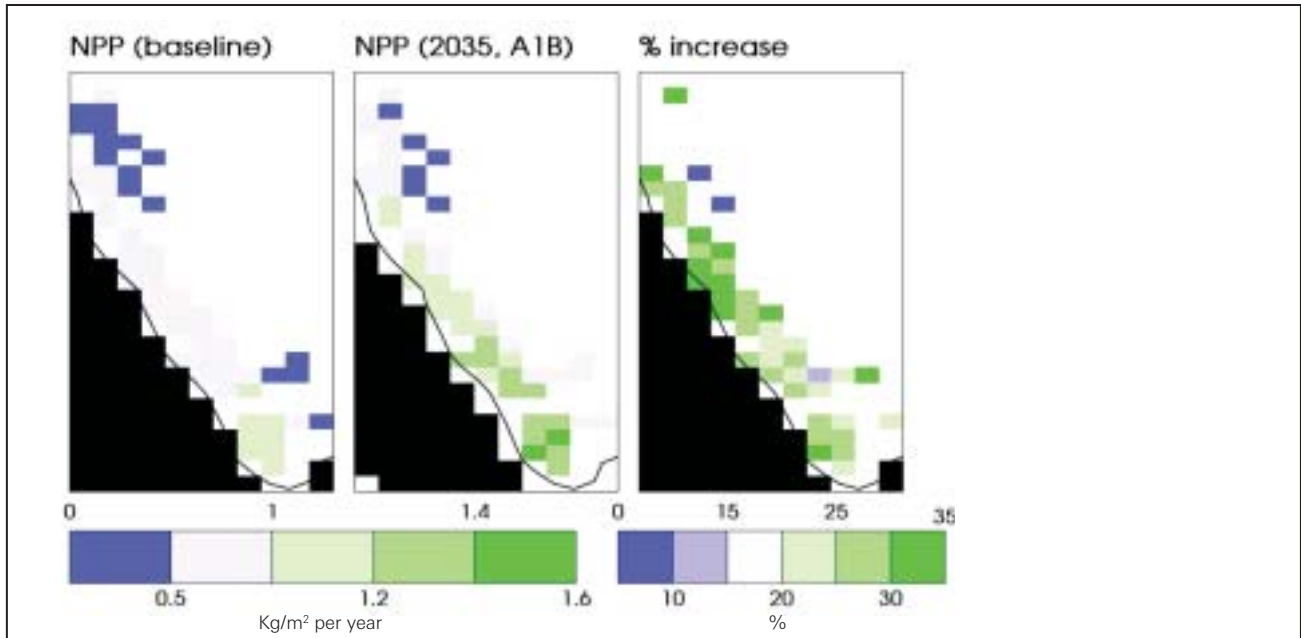 NPP (baseline) NPP (2035, A1B) % increase
0 1 1.4 0 15 25 35
0.5 1.2 1.6 10 20 30
Kg/m² per year %